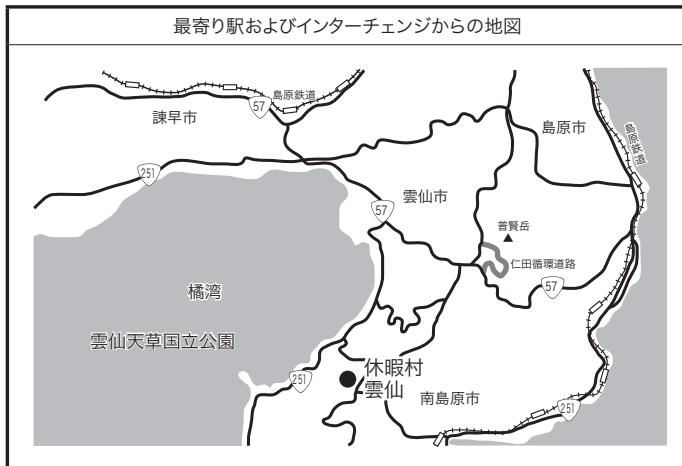 最寄り駅およびインターチェンジからの地図
島原鉄道
57
諫早市
島原市
島原鉄道
251
雲仙市
57
普賢岳
仁田循環道路
57
橘湾
雲仙天草国立公園
休暇村
雲仙
251
南島原市
251